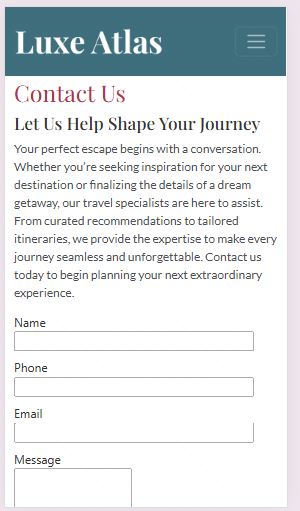 Luxe Atlas
Contact Us
Let Us Help Shape Your Journey
Your perfect escape begins with a conversation.
Whether you’re seeking inspiration for your next
destination or finalizing the details of a dream
getaway, our travel specialists are here to assist.
From curated recommendations to tailored
itineraries, we provide the expertise to make every
journey seamless and unforgettable. Contact us
today to begin planning your next extraordinary
experience.
Name
Phone
Email
Message